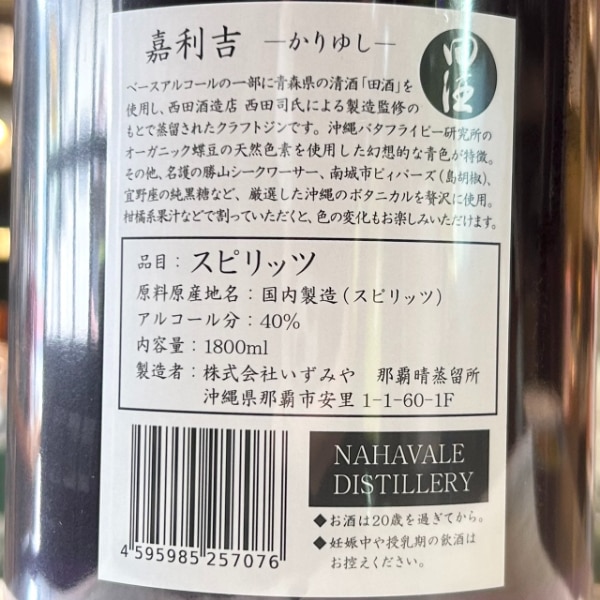 嘉利吉 ―かりゆし―
田酒
ベースアルコールの一部に青森県の清酒「田酒」を
使用し、西田酒造店 西田司氏による製造監修の
もとで蒸留されたクラフトジンです。沖縄バタフライピー研究所の
オーガニック蝶豆の天然色素を使用した幻想的な青色が特徴。
その他、名護の勝山シークワーサー、南城市ピィパーズ(島胡椒)、
宜野座の純黒糖など、厳選した沖縄のボタニカルを贅沢に使用。
柑橘系果汁などで割っていただくと、色の変化もお楽しみいただけます。
品目:スピリッツ
原料原産地名:国内製造(スピリッツ)
アルコール分:40%
内容量:1800ml
製造者:株式会社いずみや 那覇晴蒸留所
沖縄県那覇市安里 1-1-60-1F
4 595985 257076
NAHAVALE
DISTILLERY
◆お酒は20歳を過ぎてから。
◆妊娠中や授乳期の飲酒は
お控えください。